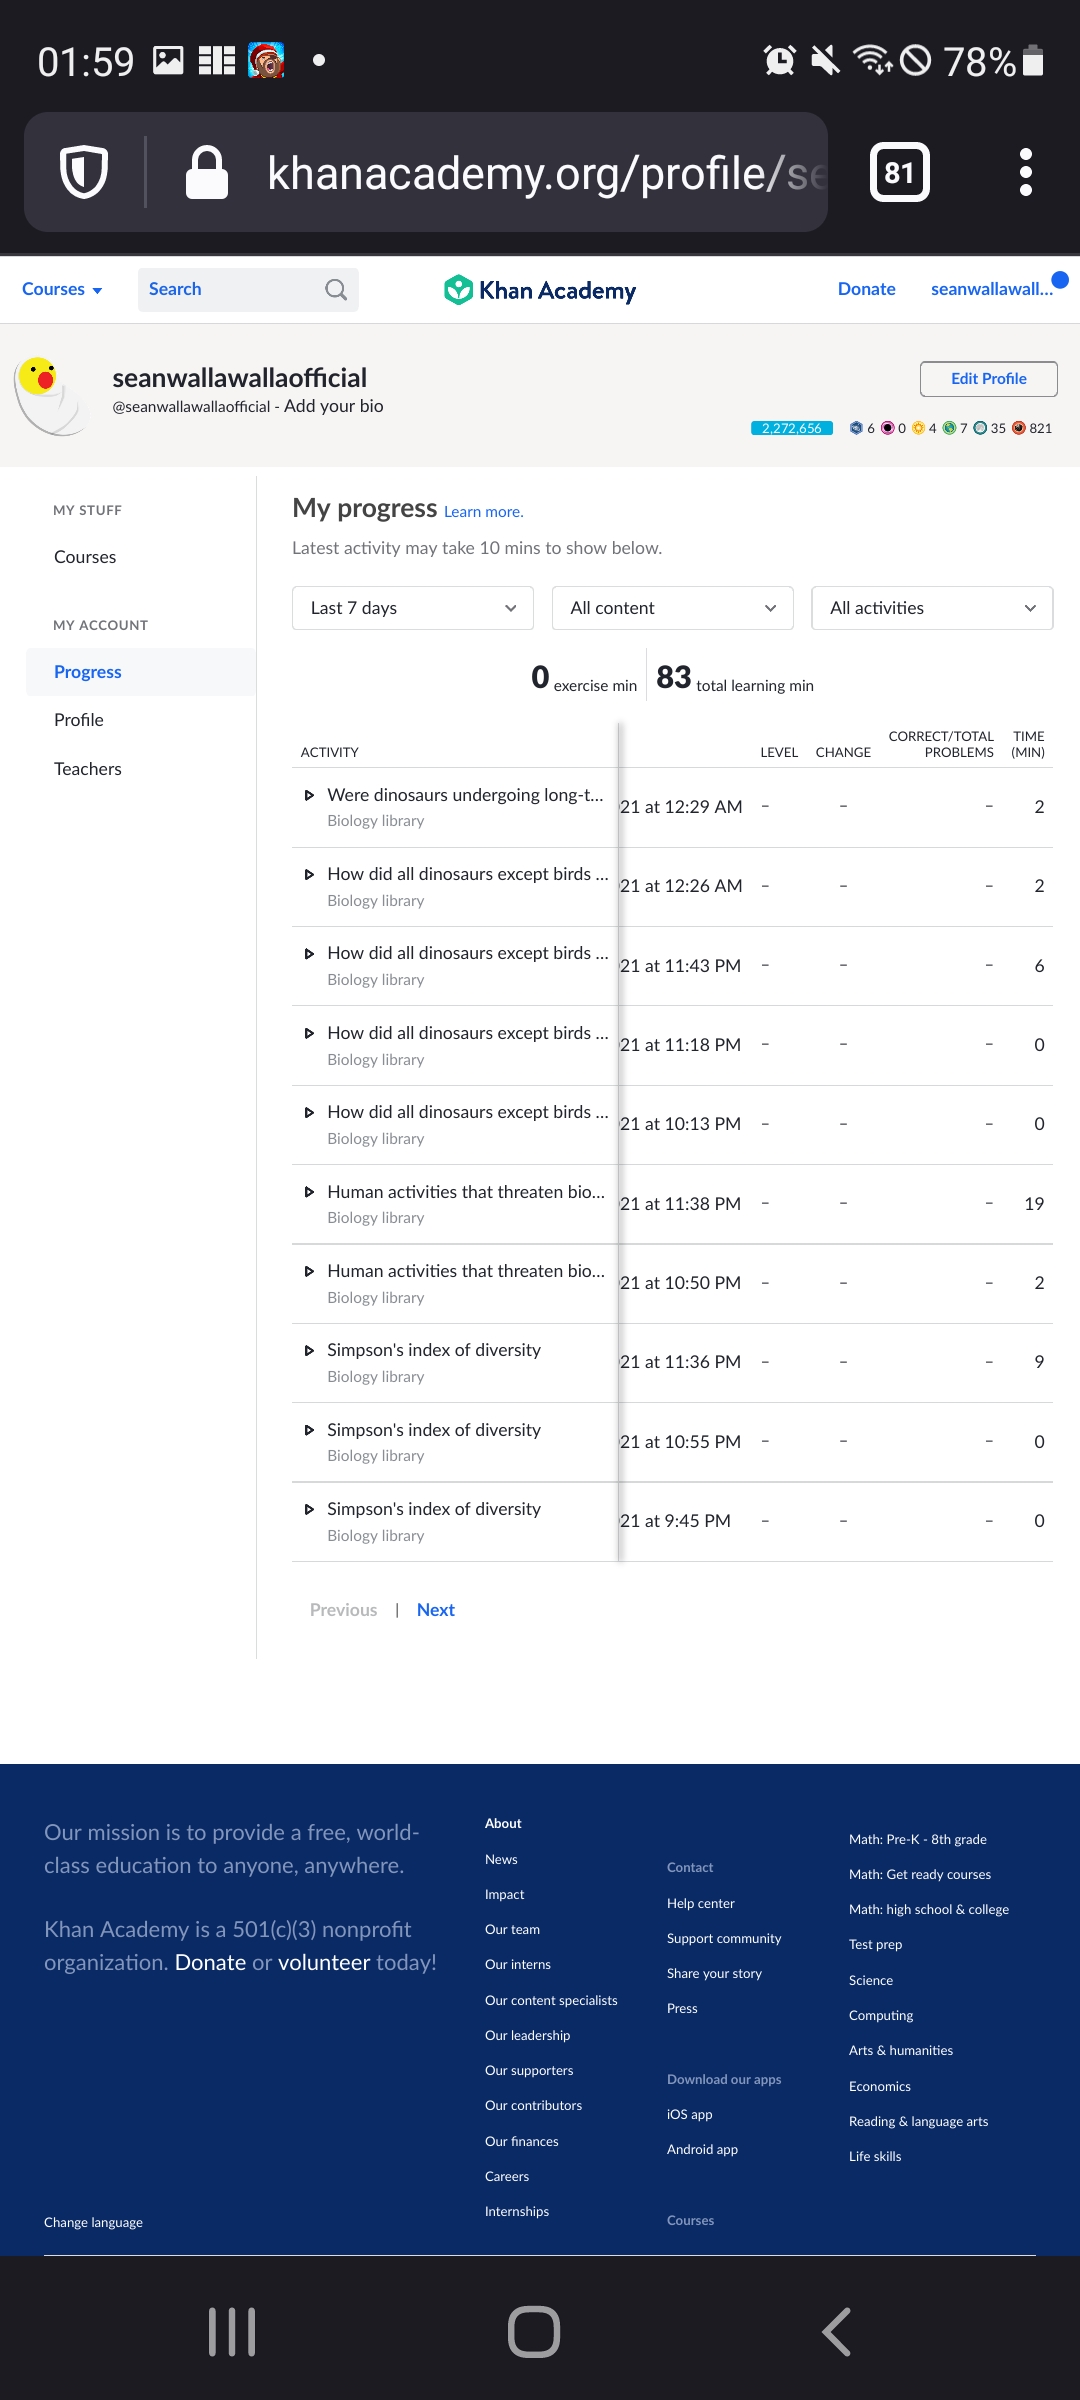 01:59
78%
khanacademy.org/profile/se
81
Courses
Search
Khan Academy
Donate
seanwallawall...
seanwallawallaofficial
@seanwallawallaofficial - Add your bio
Edit Profile
2,272,656 6 0 4 7 35 821
MY STUFF
Courses
MY ACCOUNT
Progress
Profile
Teachers
My progress Learn more.
Latest activity may take 10 mins to show below.
Last 7 days
All content
All activities
0 exercise min
83 total learning min
ACTIVITY LEVEL CHANGE CORRECT/TOTAL PROBLEMS TIME (MIN)
Were dinosaurs undergoing long-t... 21 at 12:29 AM – – – 2
Biology library
How did all dinosaurs except birds ... 21 at 12:26 AM – – – 2
Biology library
How did all dinosaurs except birds ... 21 at 11:43 PM – – – 6
Biology library
How did all dinosaurs except birds ... 21 at 11:18 PM – – – 0
Biology library
How did all dinosaurs except birds ... 21 at 10:13 PM – – – 0
Biology library
Human activities that threaten bio... 21 at 11:38 PM – – – 19
Biology library
Human activities that threaten bio... 21 at 10:50 PM – – – 2
Biology library
Simpson's index of diversity 21 at 11:36 PM – – – 9
Biology library
Simpson's index of diversity 21 at 10:55 PM – – – 0
Biology library
Simpson's index of diversity 21 at 9:45 PM – – – 0
Biology library
Previous | Next
Our mission is to provide a free, world-
class education to anyone, anywhere.
Khan Academy is a 501(c)(3) nonprofit
organization. Donate or volunteer today!
Change language
About
News
Impact
Our team
Our interns
Our content specialists
Our leadership
Our supporters
Our contributors
Our finances
Careers
Internships
Contact
Help center
Support community
Share your story
Press
Download our apps
iOS app
Android app
Courses
Math: Pre-K - 8th grade
Math: Get ready courses
Math: high school & college
Test prep
Science
Computing
Arts & humanities
Economics
Reading & language arts
Life skills